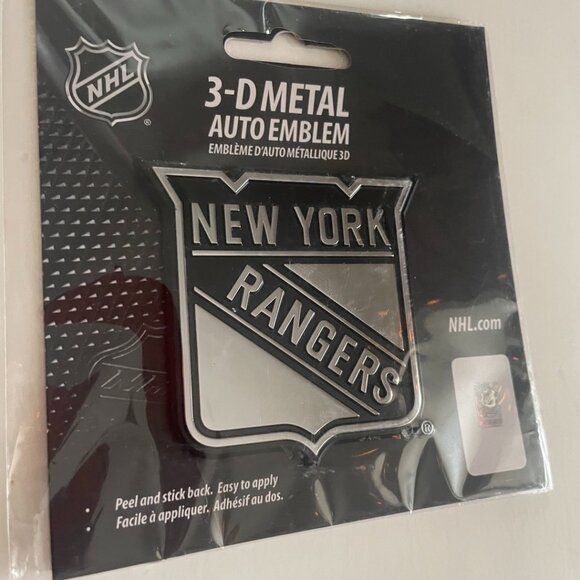 NHL
®
3-D METAL
AUTO EMBLEM
EMBLÈME D'AUTO MÉTALLIQUE 3D
NEW YORK
RANGERS
®
NHL.com
Peel and stick back. Easy to apply
Facile à appliquer. Adhésif au dos.